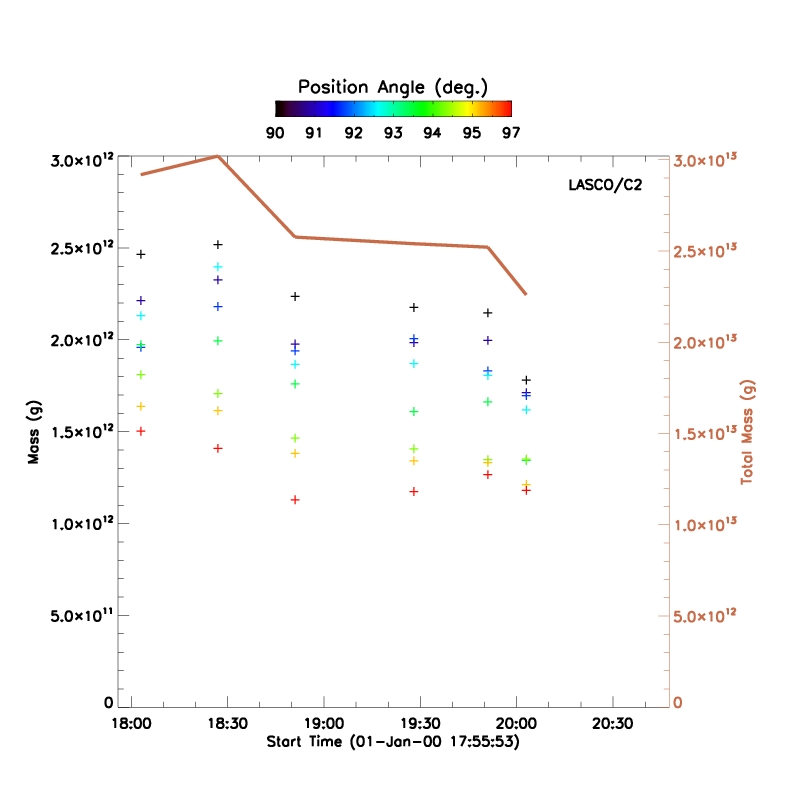 Position Angle (deg.)
90 91 92 93 94 95 97
LASCO/C2
3.0×10¹² 3.0×10¹³
2.5×10¹² 2.5×10¹³
2.0×10¹² 2.0×10¹³
1.5×10¹² 1.5×10¹³
1.0×10¹² 1.0×10¹³
5.0×10¹¹ 5.0×10¹²
0 0
Mass (g)
Total Mass (g)
18:00 18:30 19:00 19:30 20:00 20:30
Start Time (01-Jan-00 17:55:53)